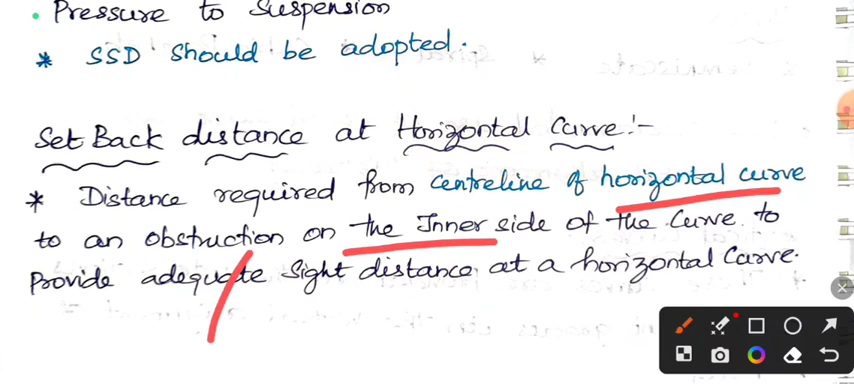 • Pressure to Suspension
* SSD should be adopted.
Set Back distance at Horizontal Curve:-
* Distance required from centreline of horizontal curve
to an obstruction on the Inner side of the Curve to
Provide adequate Sight distance at a horizontal Curve.